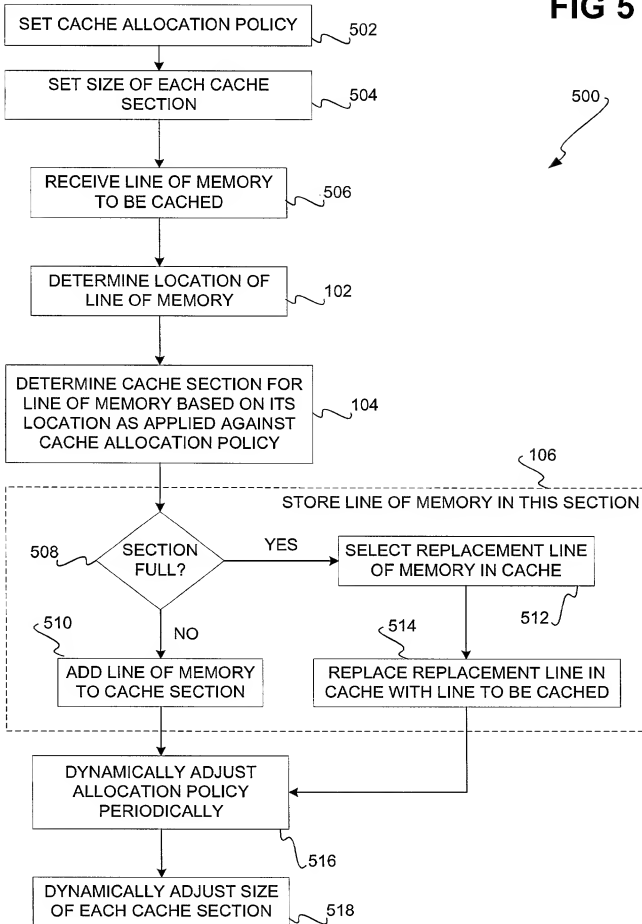 FIG 5
SET CACHE ALLOCATION POLICY
502
SET SIZE OF EACH CACHE
SECTION
504
500
RECEIVE LINE OF MEMORY
TO BE CACHED
506
DETERMINE LOCATION OF
LINE OF MEMORY
102
DETERMINE CACHE SECTION FOR
LINE OF MEMORY BASED ON ITS
LOCATION AS APPLIED AGAINST
CACHE ALLOCATION POLICY
104
106
STORE LINE OF MEMORY IN THIS SECTION
508
SECTION
FULL?
YES
SELECT REPLACEMENT LINE
OF MEMORY IN CACHE
512
NO
510
ADD LINE OF MEMORY
TO CACHE SECTION
514
REPLACE REPLACEMENT LINE IN
CACHE WITH LINE TO BE CACHED
DYNAMICALLY ADJUST
ALLOCATION POLICY
PERIODICALLY
516
DYNAMICALLY ADJUST SIZE
OF EACH CACHE SECTION
518